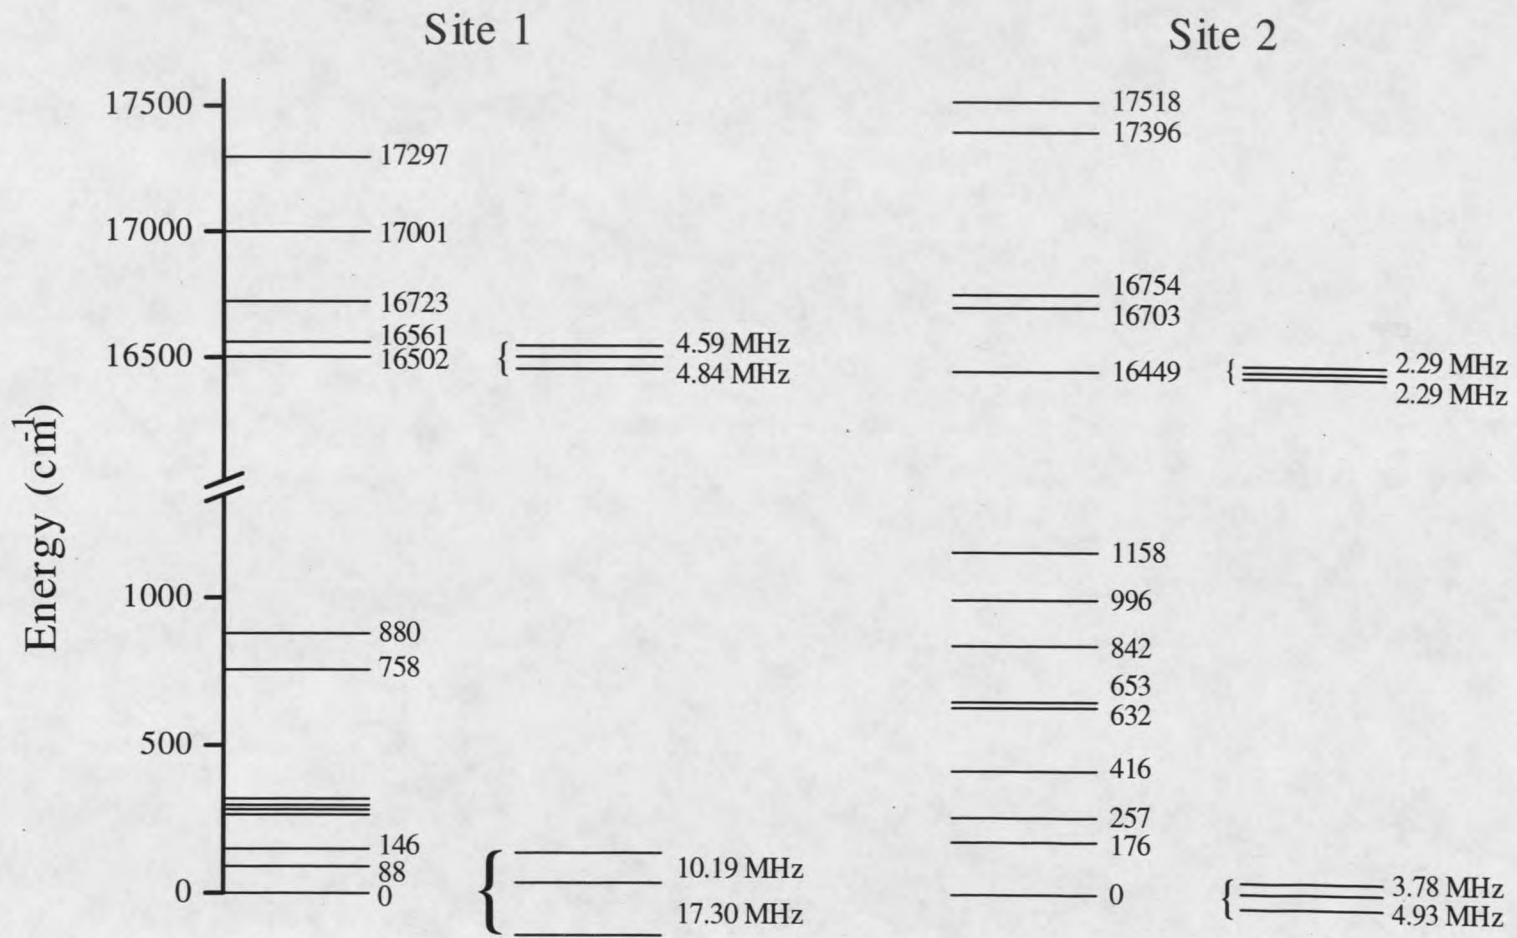 Site 1
17500
17297
17000
17001
16723
16561
16502
16500
4.59 MHz
4.84 MHz
Energy (cm-1)
1000
880
758
500
146
88
0
0
10.19 MHz
17.30 MHz
Site 2
17518
17396
16754
16703
16449
2.29 MHz
2.29 MHz
1158
996
842
653
632
416
257
176
0
3.78 MHz
4.93 MHz